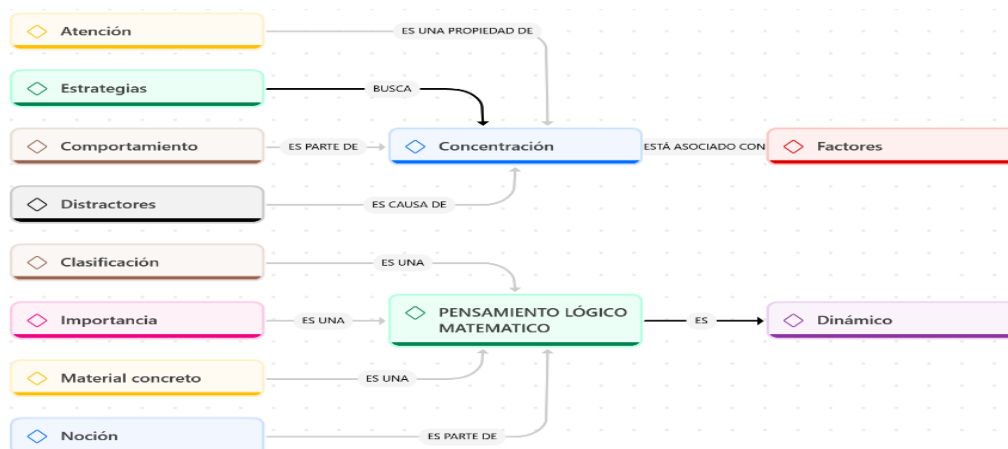 Atención
ES UNA PROPIEDAD DE
Estrategias
BUSCA
Comportamiento
ES PARTE DE
Concentración
ESTÁ ASOCIADO CON
Factores
Distractores
ES CAUSA DE
Clasificación
ES UNA
Importancia
ES UNA
PENSAMIENTO LÓGICO
MATEMATICO
ES
Dinámico
Material concreto
ES UNA
Noción
ES PARTE DE